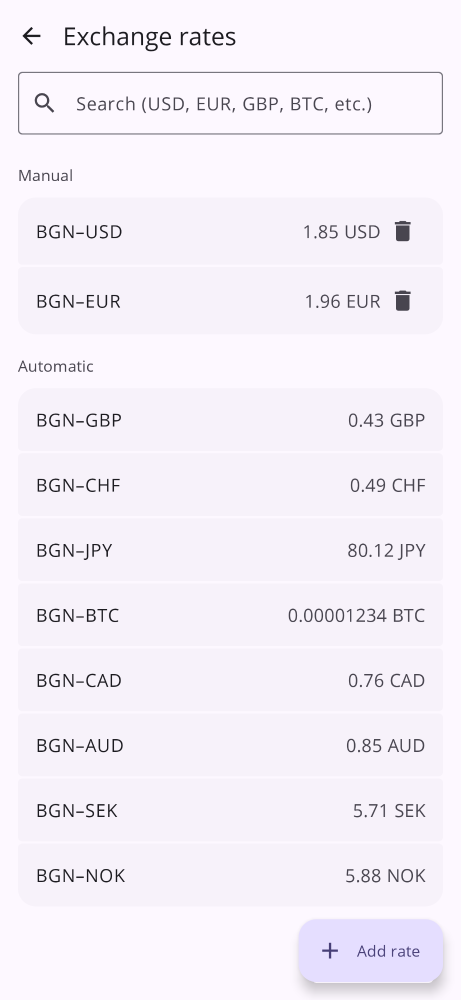 Exchange rates
Search (USD, EUR, GBP, BTC, etc.)
Manual
BGN–USD 1.85 USD
BGN–EUR 1.96 EUR
Automatic
BGN–GBP 0.43 GBP
BGN–CHF 0.49 CHF
BGN–JPY 80.12 JPY
BGN–BTC 0.00001234 BTC
BGN–CAD 0.76 CAD
BGN–AUD 0.85 AUD
BGN–SEK 5.71 SEK
BGN–NOK 5.88 NOK
Add rate